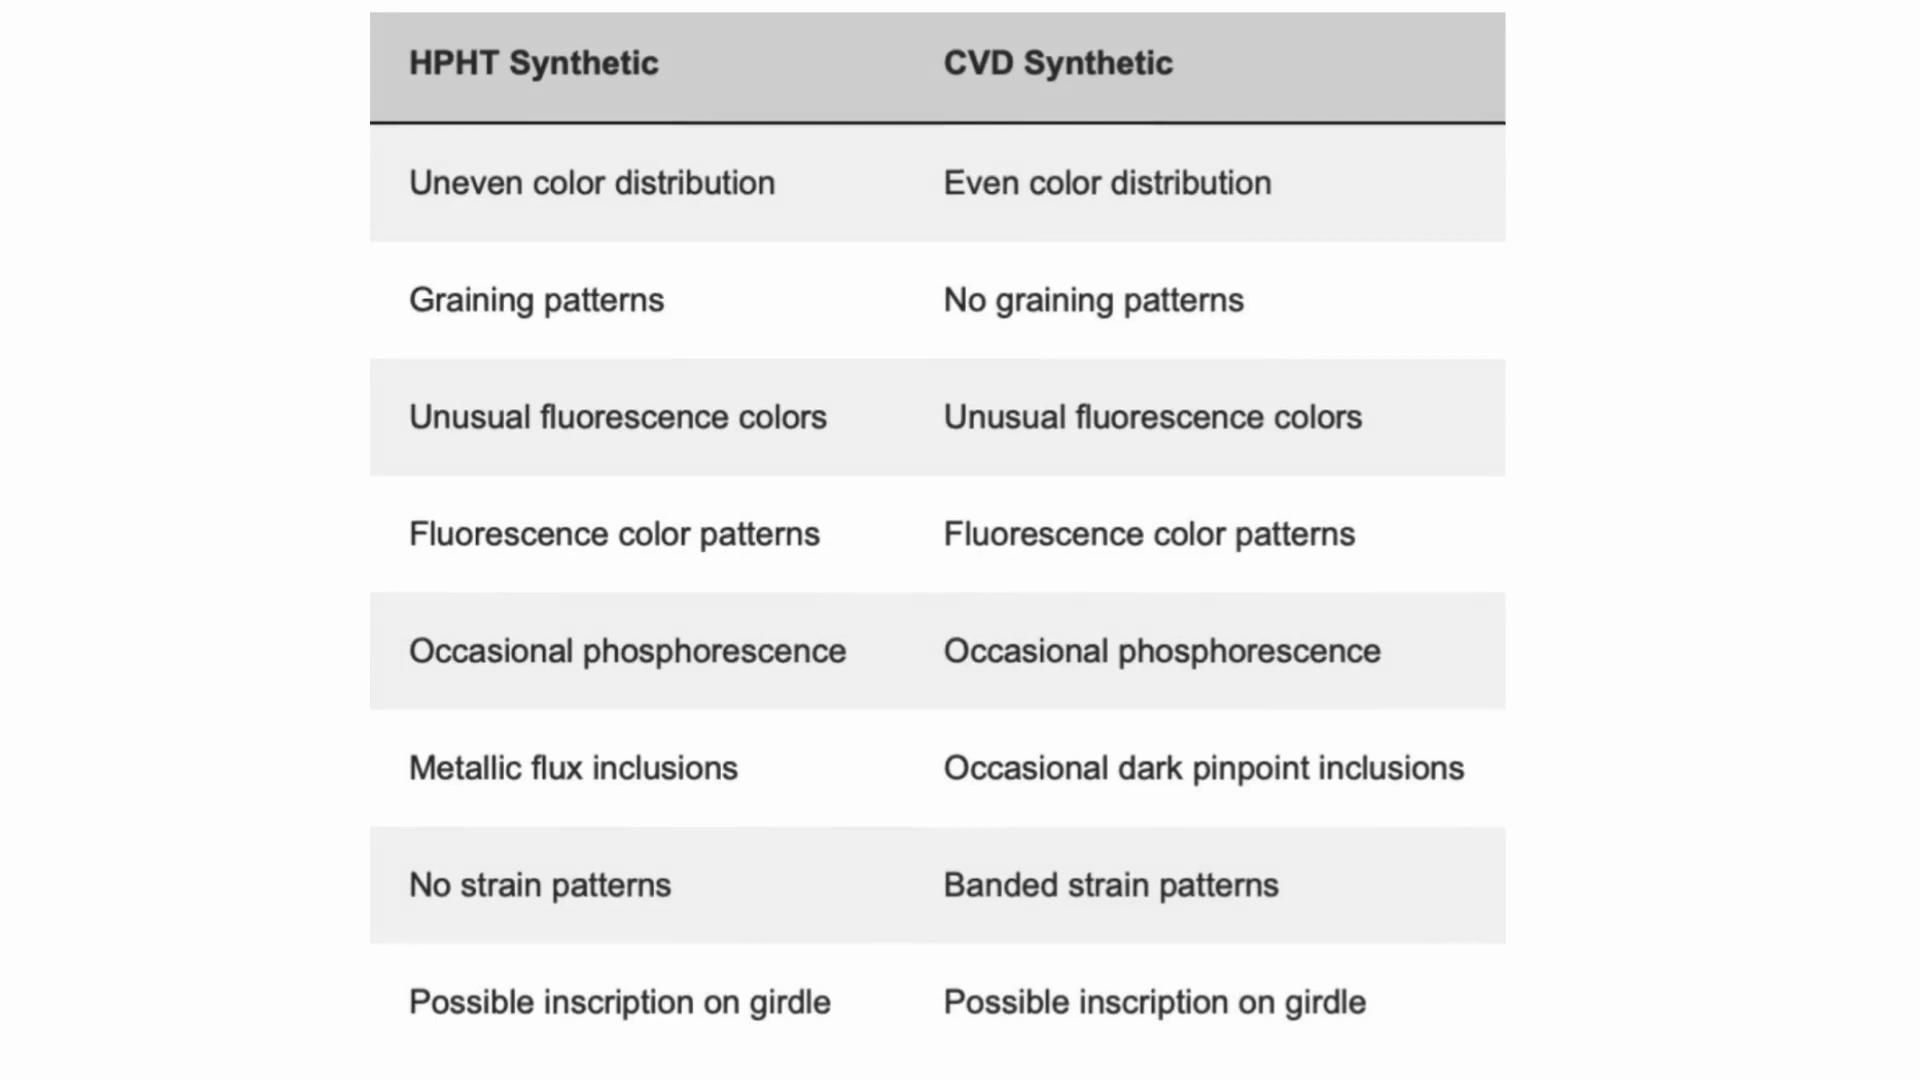 HPHT Synthetic CVD Synthetic
Uneven color distribution Even color distribution
Graining patterns No graining patterns
Unusual fluorescence colors Unusual fluorescence colors
Fluorescence color patterns Fluorescence color patterns
Occasional phosphorescence Occasional phosphorescence
Metallic flux inclusions Occasional dark pinpoint inclusions
No strain patterns Banded strain patterns
Possible inscription on girdle Possible inscription on girdle